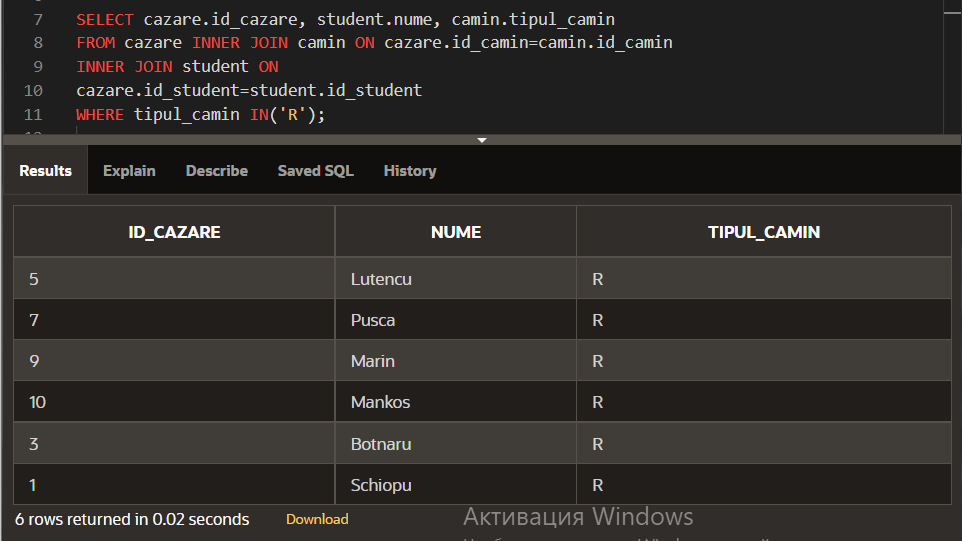 7 SELECT cazare.id_cazare, student.nume, camin.tipul_camin
8 FROM cazare INNER JOIN camin ON cazare.id_camin=camin.id_camin
9 INNER JOIN student ON
10 cazare.id_student=student.id_student
11 WHERE tipul_camin IN('R');
Results Explain Describe Saved SQL History
ID_CAZARE NUME TIPUL_CAMIN
5 Lutencu R
7 Pusca R
9 Marin R
10 Mankos R
3 Botnaru R
1 Schiopu R
6 rows returned in 0.02 seconds Download
Активация Windows